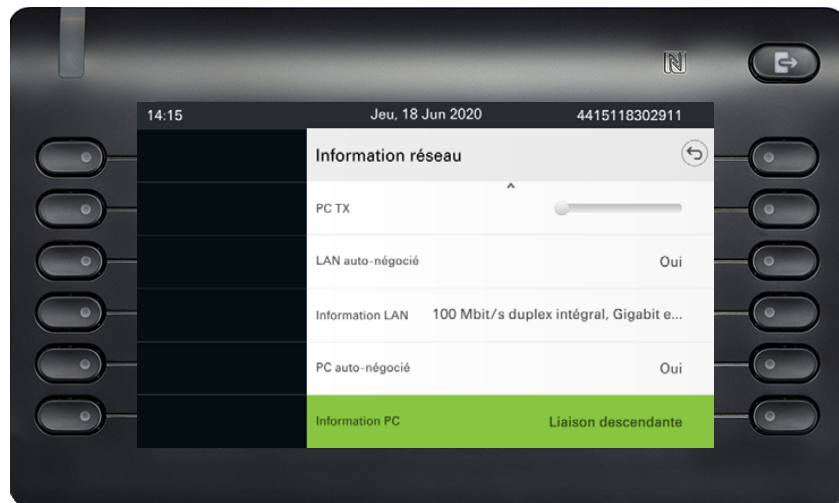 14:15 Jeu, 18 Jun 2020 4415118302911
Information réseau
PC TX
LAN auto-négocié Oui
Information LAN 100 Mbit/s duplex intégral, Gigabit e...
PC auto-négocié Oui
Information PC Liaison descendante